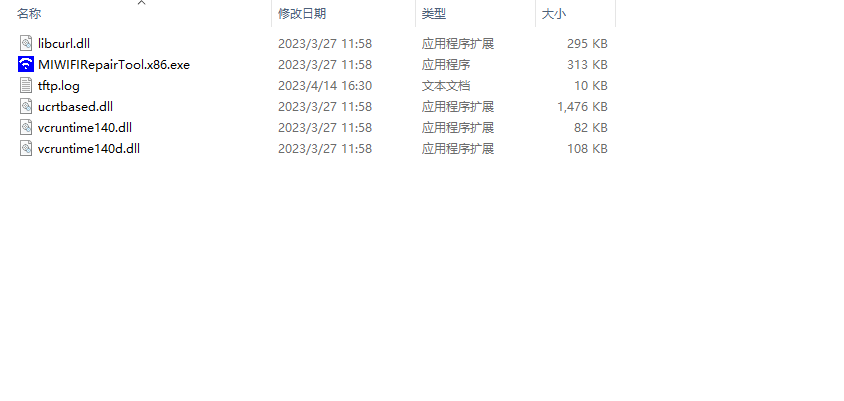 名称 修改日期 类型 大小
libcurl.dll 2023/3/27 11:58 应用程序扩展 295 KB
MIWIFIRepairTool.x86.exe 2023/3/27 11:58 应用程序 313 KB
tftp.log 2023/4/14 16:30 文本文档 10 KB
ucrtbased.dll 2023/3/27 11:58 应用程序扩展 1,476 KB
vcruntime140.dll 2023/3/27 11:58 应用程序扩展 82 KB
vcruntime140d.dll 2023/3/27 11:58 应用程序扩展 108 KB